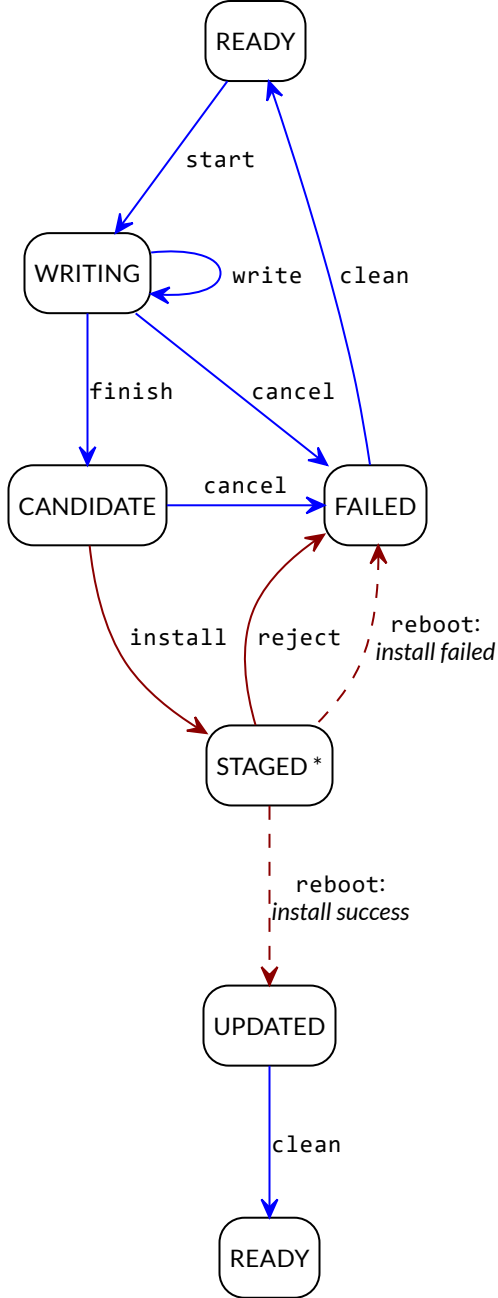 READY
start
WRITING
write
clean
finish
cancel
CANDIDATE
cancel
FAILED
install
reject
reboot:
install failed
STAGED *
reboot:
install success
UPDATED
clean
READY